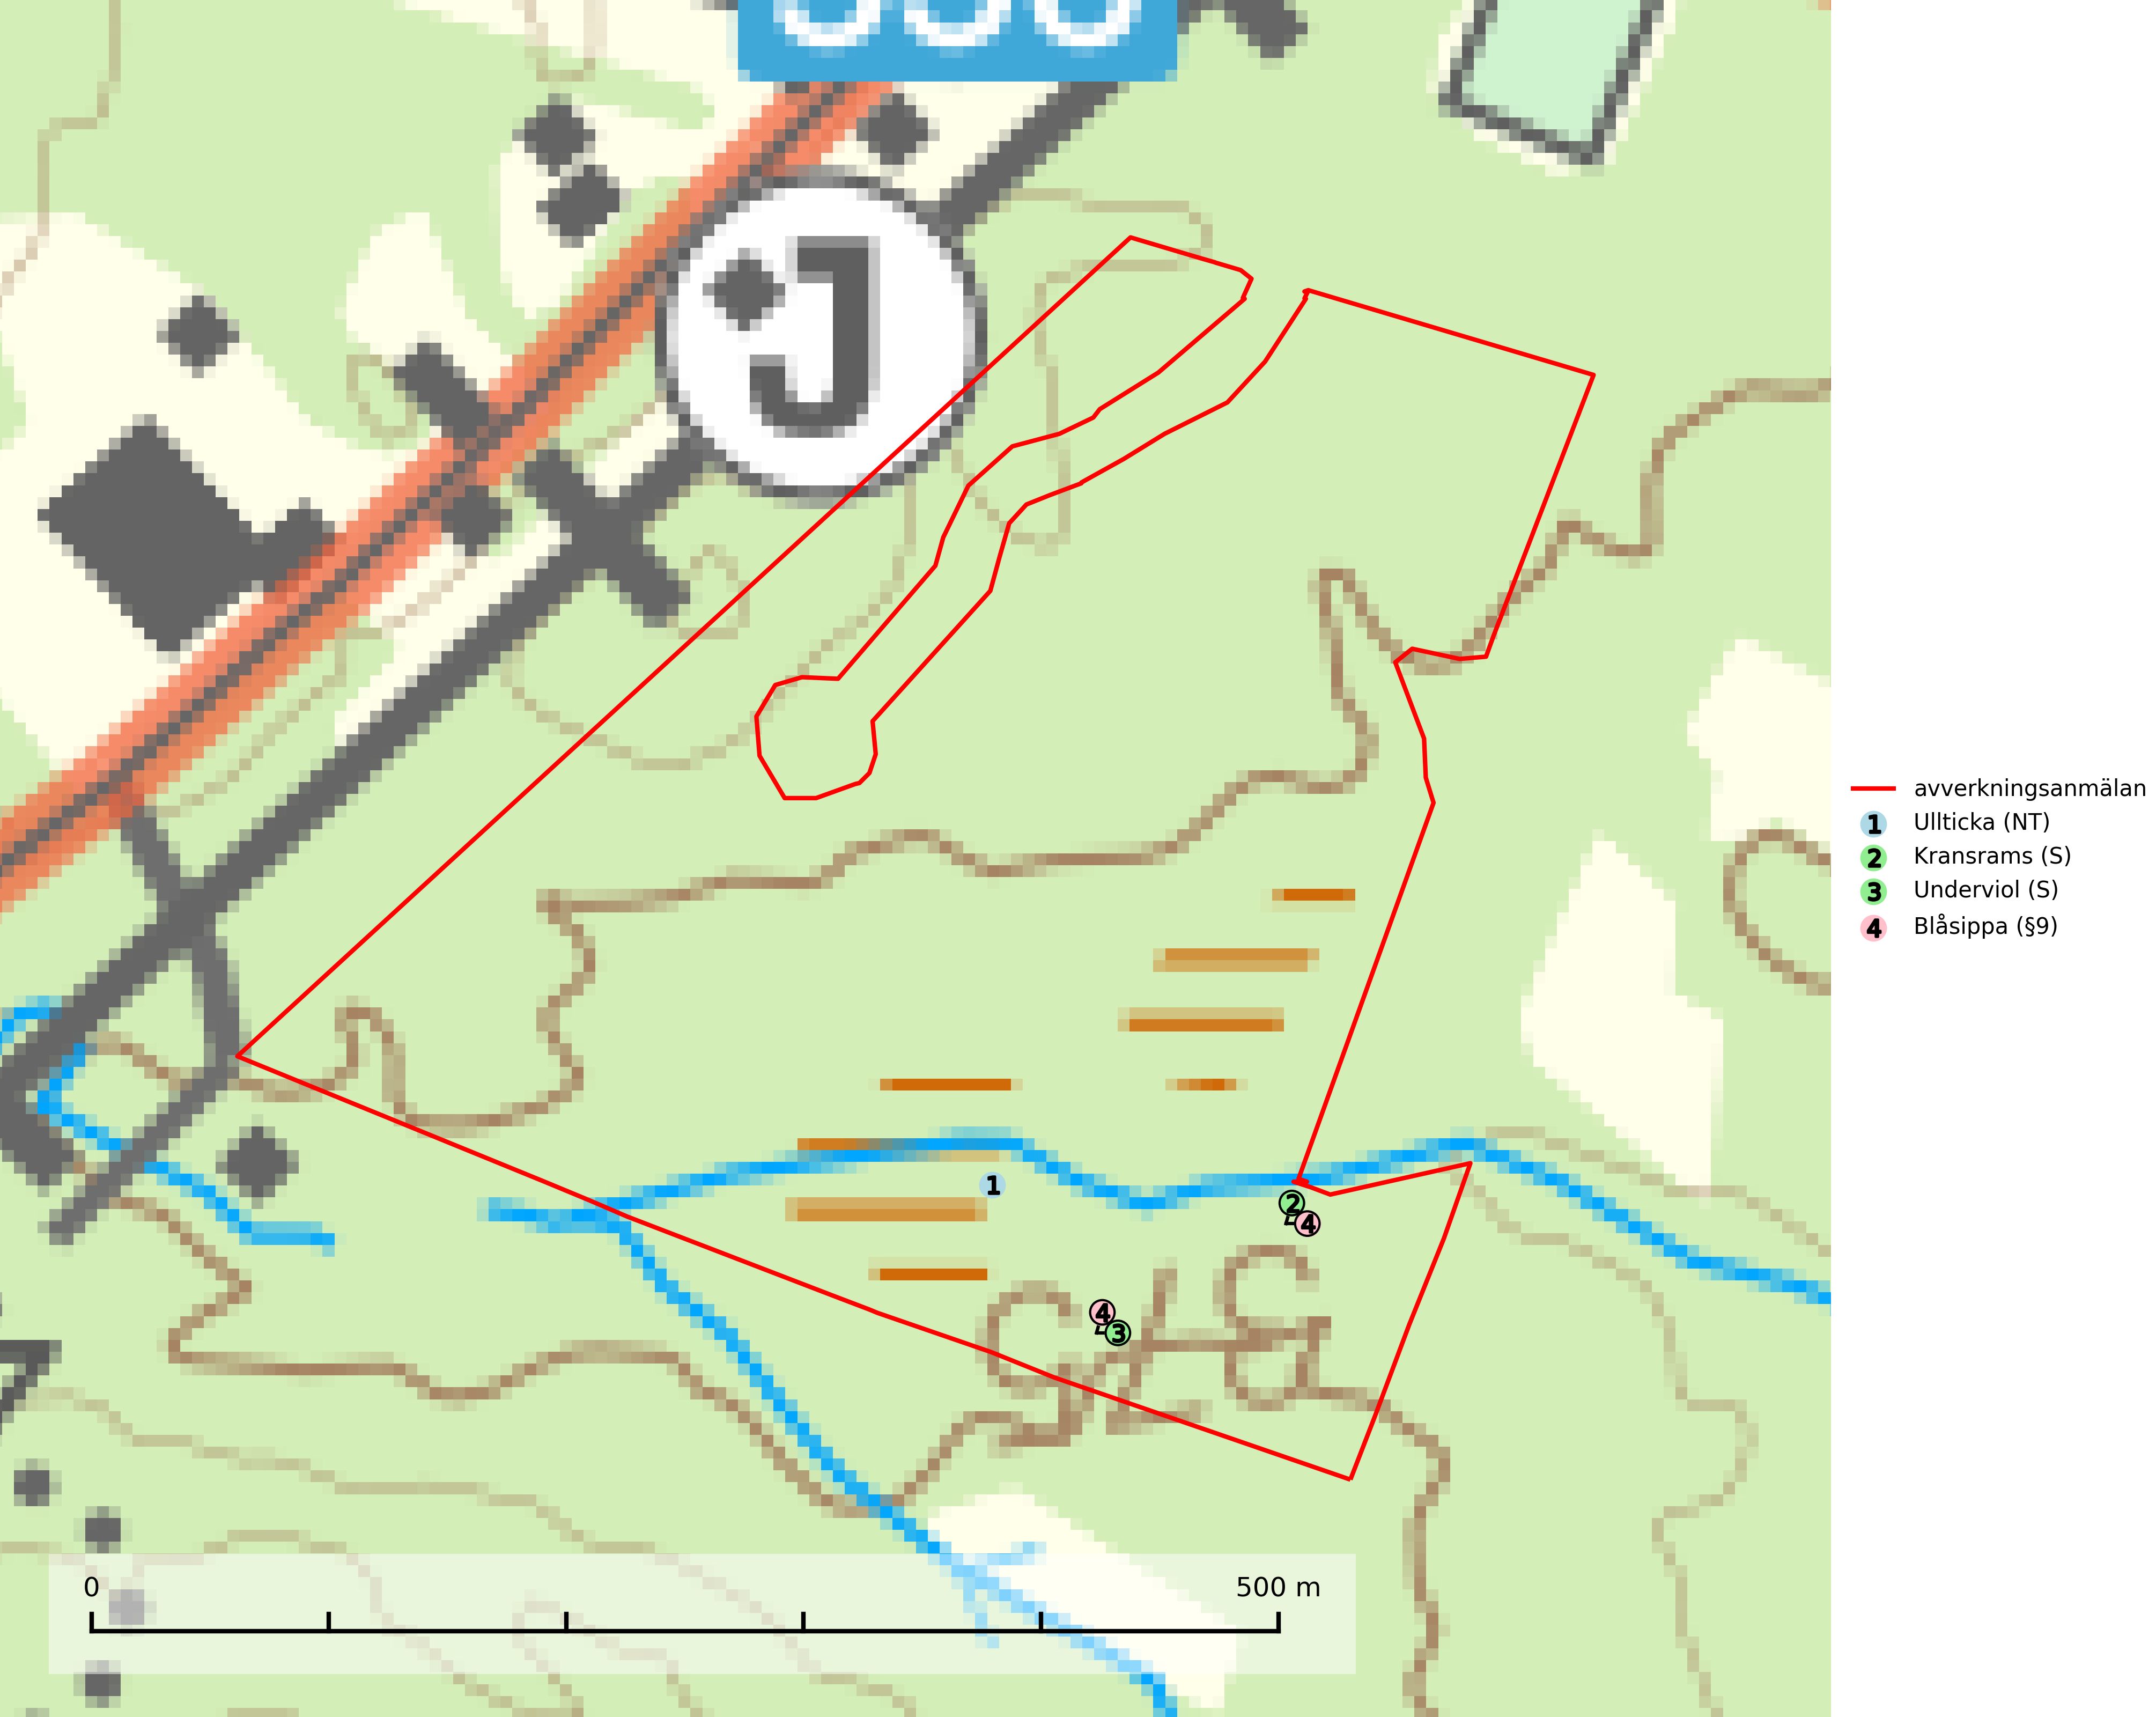 J
avverkningsanmälan
1 Ullticka (NT)
2 Kransrams (S)
3 Underviol (S)
4 Blåsippa (§9)
1
2
4
4
3
0 500 m